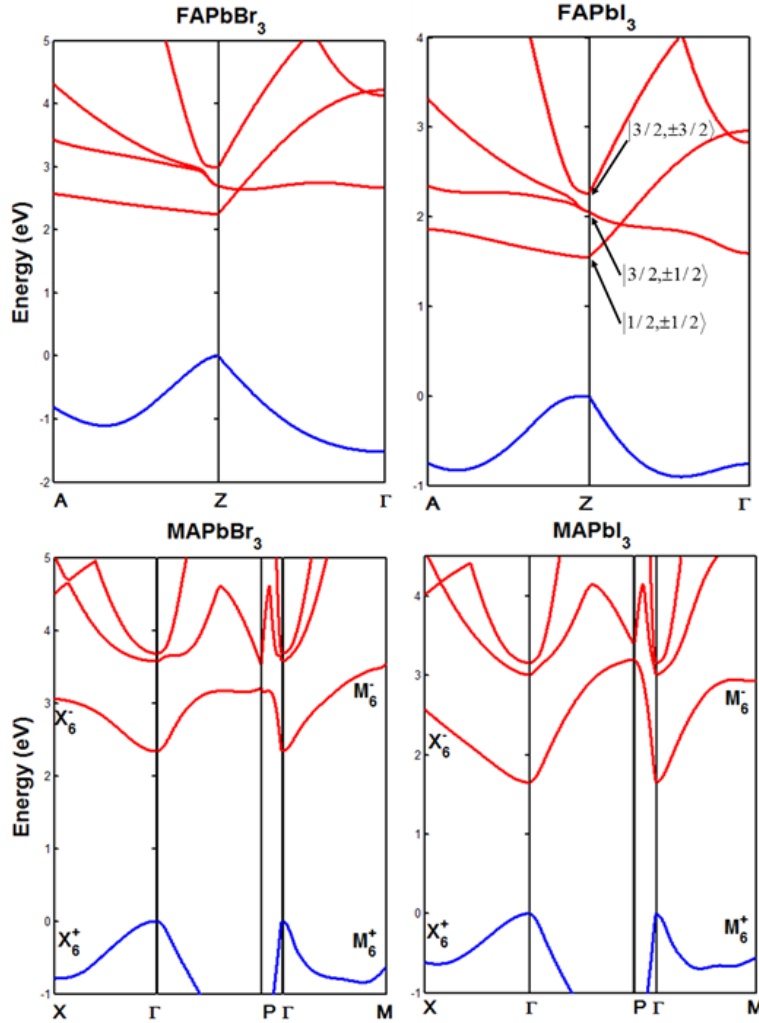 FAPbBr3
FAPbI3
5
4
3
2
1
0
-1
-2
Energy (eV)
A
Z
Γ
4
3
2
1
0
-1
|3/2,±3/2⟩
|3/2,±1/2⟩
|1/2,±1/2⟩
A
Z
Γ
MAPbBr3
MAPbI3
5
4
3
2
1
0
-1
Energy (eV)
X6-
M6-
X6+
M6+
X
Γ
P
Γ
M
4
3
2
1
0
-1
X6-
M6-
X6+
M6+
X
Γ
P
Γ
M